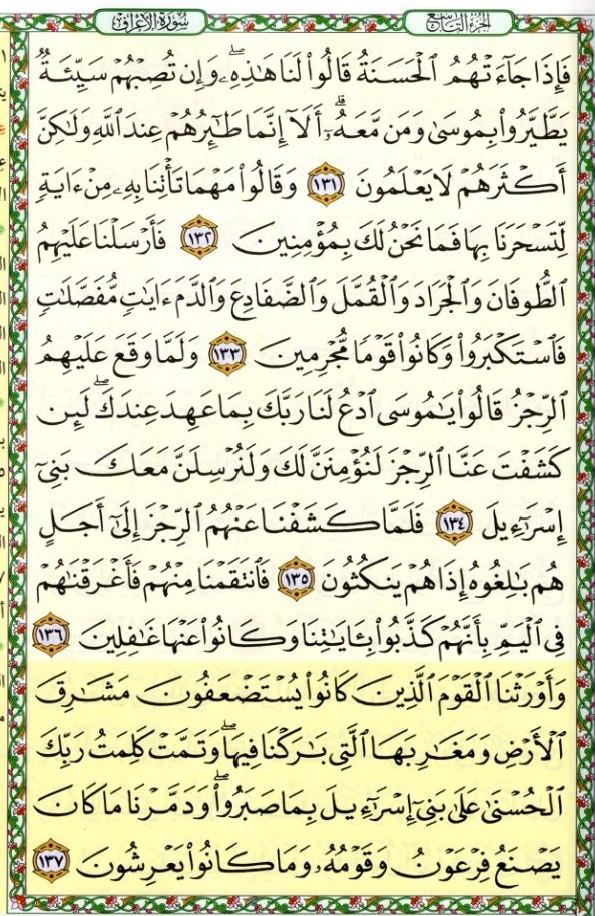 الجزء التاسع
سورة الأعراف
فَإِذَا جَآءَتْهُمُ ٱلْحَسَنَةُ قَالُوا۟ لَنَا هَٰذِهِۦ ۖ وَإِن تُصِبْهُمْ سَيِّئَةٌ
يَطَّيَّرُوا۟ بِمُوسَىٰ وَمَن مَّعَهُۥٓ ۗ أَلَآ إِنَّمَا طَٰٓئِرُهُمْ عِندَ ٱللَّهِ وَلَٰكِنَّ
أَكْثَرَهُمْ لَا يَعْلَمُونَ ١٣١ وَقَالُوا۟ مَهْمَا تَأْتِنَا بِهِۦ مِنْ ءَايَةٍ
لِّتَسْحَرَنَا بِهَا فَمَا نَحْنُ لَكَ بِمُؤْمِنِينَ ١٣٢ فَأَرْسَلْنَا عَلَيْهِمُ
ٱلطُّوفَانَ وَٱلْجَرَادَ وَٱلْقُمَّلَ وَٱلضَّفَادِعَ وَٱلدَّمَ ءَايَٰتٍ مُّفَصَّلَٰتٍ
فَٱسْتَكْبَرُوا۟ وَكَانُوا۟ قَوْمًا مُّجْرِمِينَ ١٣٣ وَلَمَّا وَقَعَ عَلَيْهِمُ
ٱلرِّجْزُ قَالُوا۟ يَٰمُوسَى ٱدْعُ لَنَا رَبَّكَ بِمَا عَهِدَ عِندَكَ ۖ لَئِن
كَشَفْتَ عَنَّا ٱلرِّجْزَ لَنُؤْمِنَنَّ لَكَ وَلَنُرْسِلَنَّ مَعَكَ بَنِىٓ
إِسْرَٰٓءِيلَ ١٣٤ فَلَمَّا كَشَفْنَا عَنْهُمُ ٱلرِّجْزَ إِلَىٰٓ أَجَلٍ
هُم بَٰلِغُوهُ إِذَا هُمْ يَنكُثُونَ ١٣٥ فَٱنتَقَمْنَا مِنْهُمْ فَأَغْرَقْنَٰهُمْ
فِى ٱلْيَمِّ بِأَنَّهُمْ كَذَّبُوا۟ بِـَٔايَٰتِنَا وَكَانُوا۟ عَنْهَا غَٰفِلِينَ ١٣٦
وَأَوْرَثْنَا ٱلْقَوْمَ ٱلَّذِينَ كَانُوا۟ يُسْتَضْعَفُونَ مَشَٰرِقَ
ٱلْأَرْضِ وَمَغَٰرِبَهَا ٱلَّتِى بَٰرَكْنَا فِيهَا ۖ وَتَمَّتْ كَلِمَتُ رَبِّكَ
ٱلْحُسْنَىٰ عَلَىٰ بَنِىٓ إِسْرَٰٓءِيلَ بِمَا صَبَرُوا۟ ۖ وَدَمَّرْنَا مَا كَانَ
يَصْنَعُ فِرْعَوْنُ وَقَوْمُهُۥ وَمَا كَانُوا۟ يَعْرِشُونَ ١٣٧